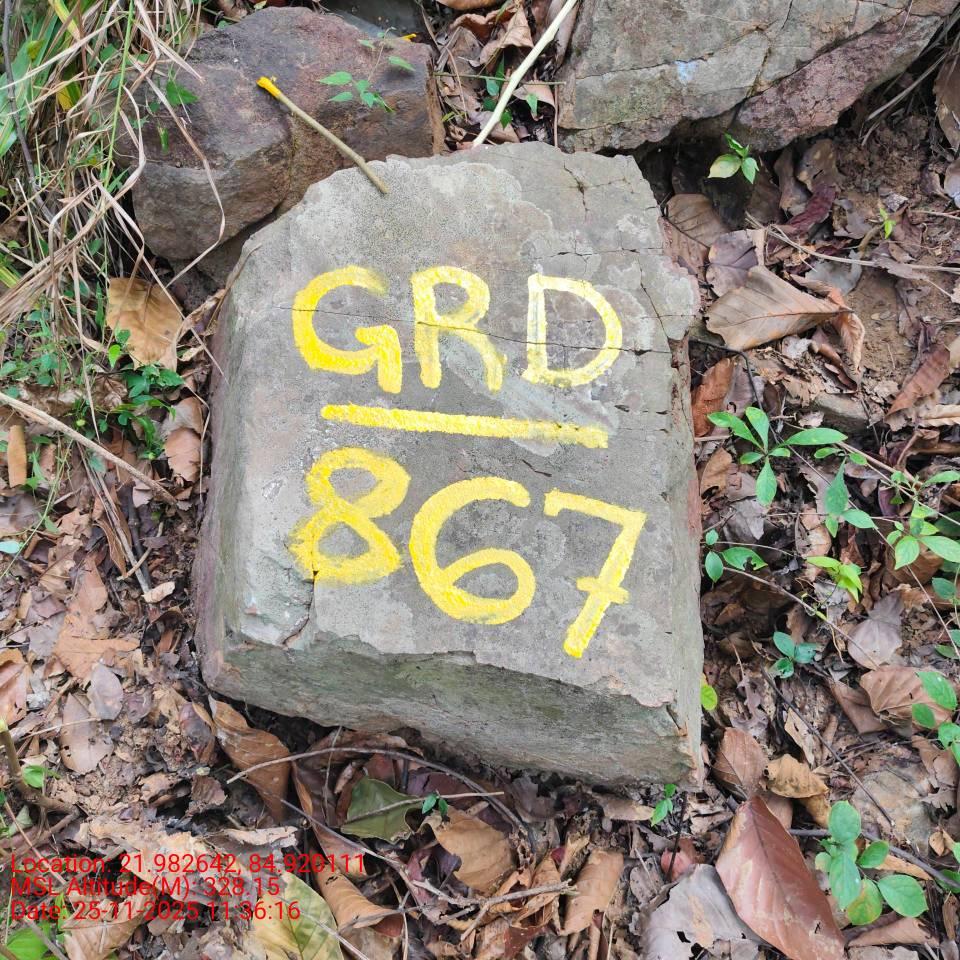 GRD
867
Location: 21.982642, 84.920111
MSL Altitude(M) :328.15
Date: 25-11-2025 11:36:16